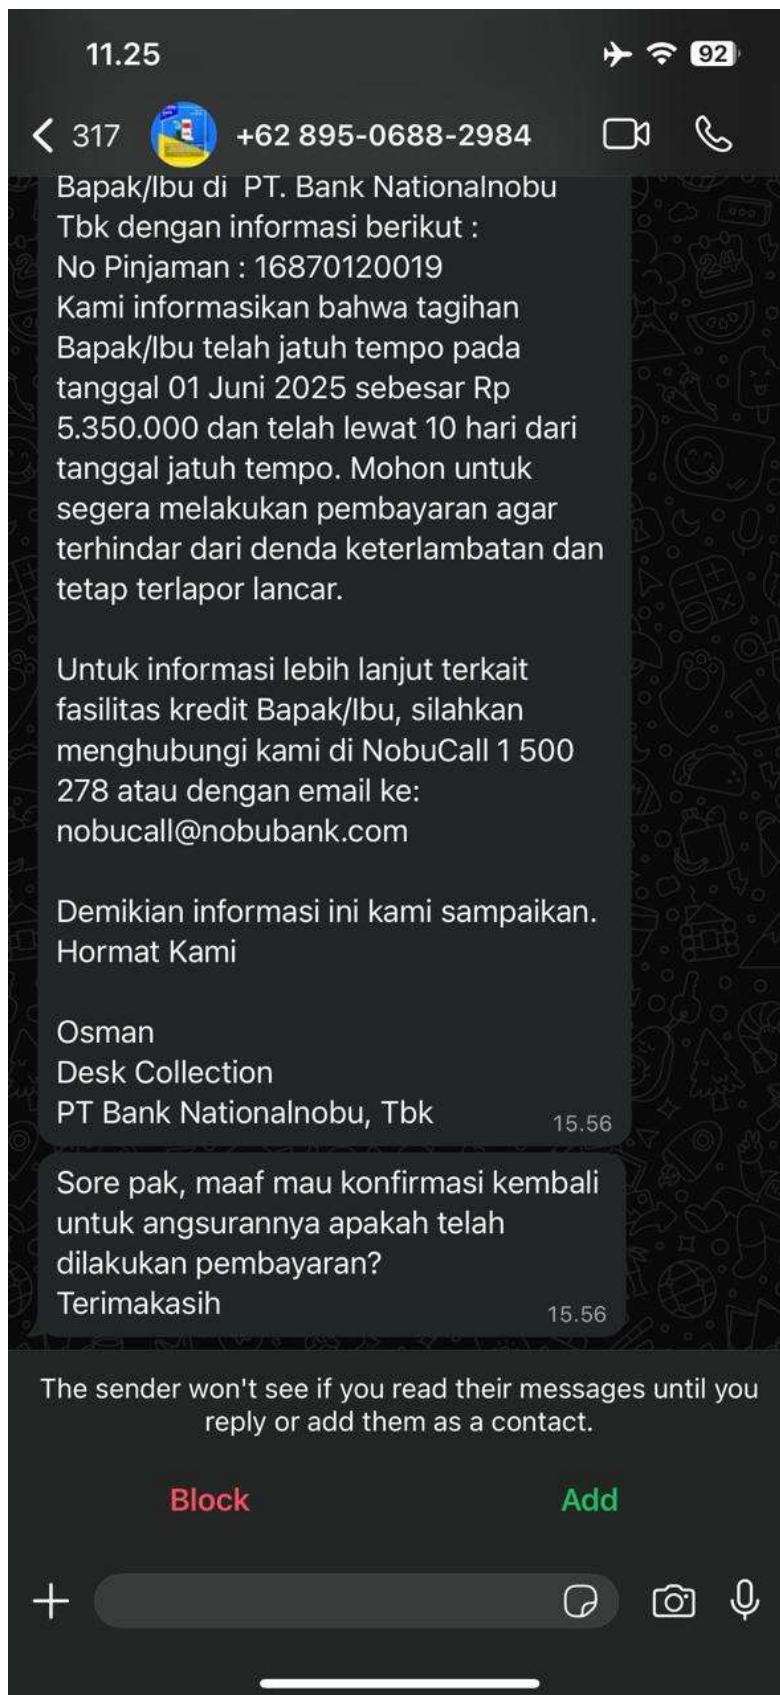 11.25
92
317
+62 895-0688-2984
Bapak/Ibu di PT. Bank Nationalnobu
Tbk dengan informasi berikut :
No Pinjaman : 16870120019
Kami informasikan bahwa tagihan
Bapak/Ibu telah jatuh tempo pada
tanggal 01 Juni 2025 sebesar Rp
5.350.000 dan telah lewat 10 hari dari
tanggal jatuh tempo. Mohon untuk
segera melakukan pembayaran agar
terhindar dari denda keterlambatan dan
tetap terlapor lancar.
Untuk informasi lebih lanjut terkait
fasilitas kredit Bapak/Ibu, silahkan
menghubungi kami di NobuCall 1 500
278 atau dengan email ke:
nobucall@nobubank.com
Demikian informasi ini kami sampaikan.
Hormat Kami
Osman
Desk Collection
PT Bank Nationalnobu, Tbk
15.56
Sore pak, maaf mau konfirmasi kembali
untuk angsurannya apakah telah
dilakukan pembayaran?
Terimakasih
15.56
The sender won't see if you read their messages until you
reply or add them as a contact.
Block
Add